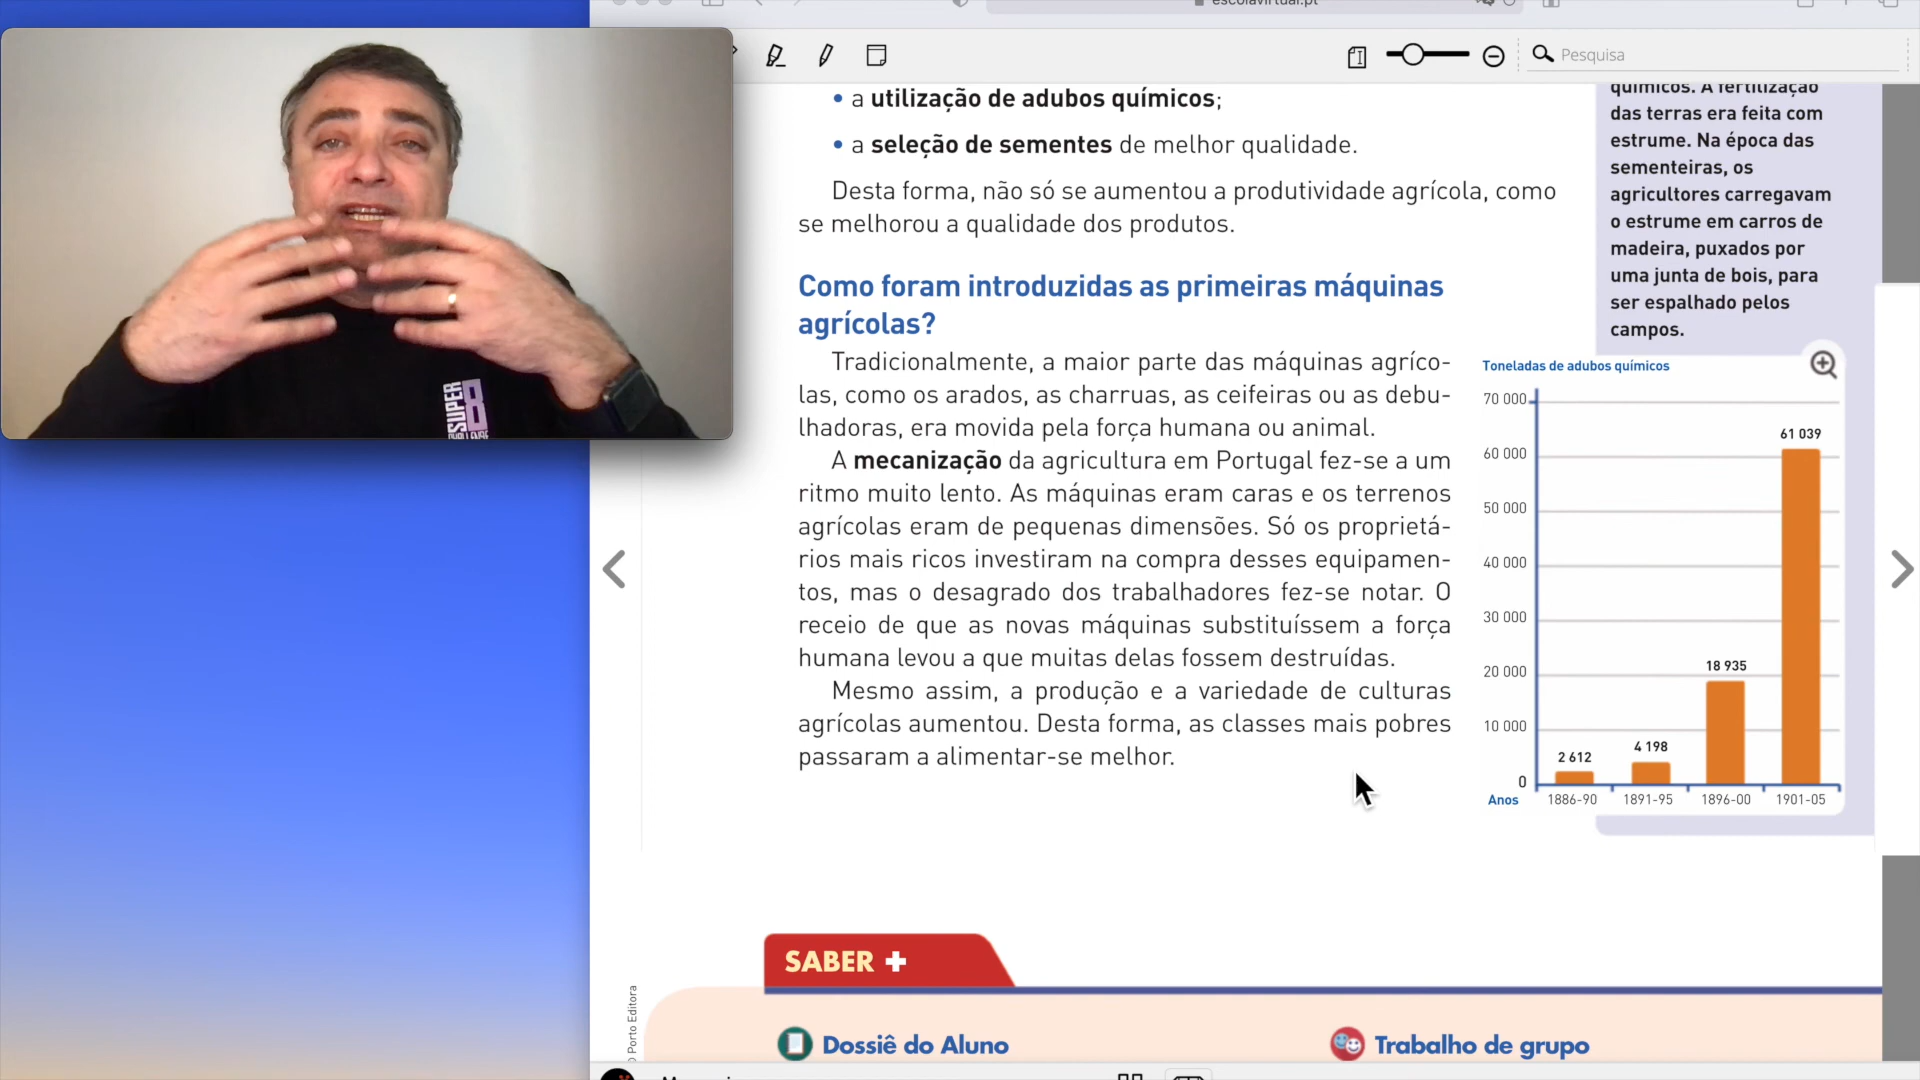 escolavirtual.pt
Pesquisa
• a utilização de adubos químicos;
• a seleção de sementes de melhor qualidade.
Desta forma, não só se aumentou a produtividade agrícola, como
se melhorou a qualidade dos produtos.
Como foram introduzidas as primeiras máquinas
agrícolas?
Tradicionalmente, a maior parte das máquinas agríco-
las, como os arados, as charruas, as ceifeiras ou as debu-
lhadoras, era movida pela força humana ou animal.
A mecanização da agricultura em Portugal fez-se a um
ritmo muito lento. As máquinas eram caras e os terrenos
agrícolas eram de pequenas dimensões. Só os proprietá-
rios mais ricos investiram na compra desses equipamen-
tos, mas o desagrado dos trabalhadores fez-se notar. O
receio de que as novas máquinas substituíssem a força
humana levou a que muitas delas fossem destruídas.
Mesmo assim, a produção e a variedade de culturas
agrícolas aumentou. Desta forma, as classes mais pobres
passaram a alimentar-se melhor.
químicos. A fertilização
das terras era feita com
estrume. Na época das
sementeiras, os
agricultores carregavam
o estrume em carros de
madeira, puxados por
uma junta de bois, para
ser espalhado pelos
campos.
Toneladas de adubos químicos
70 000
60 000
50 000
40 000
30 000
20 000
10 000
0
2 612
4 198
18 935
61 039
Anos
1886-90
1891-95
1896-00
1901-05
SABER +
Dossiê do Aluno
Trabalho de grupo
Porto Editora
SUPER
8
CHALLENGE